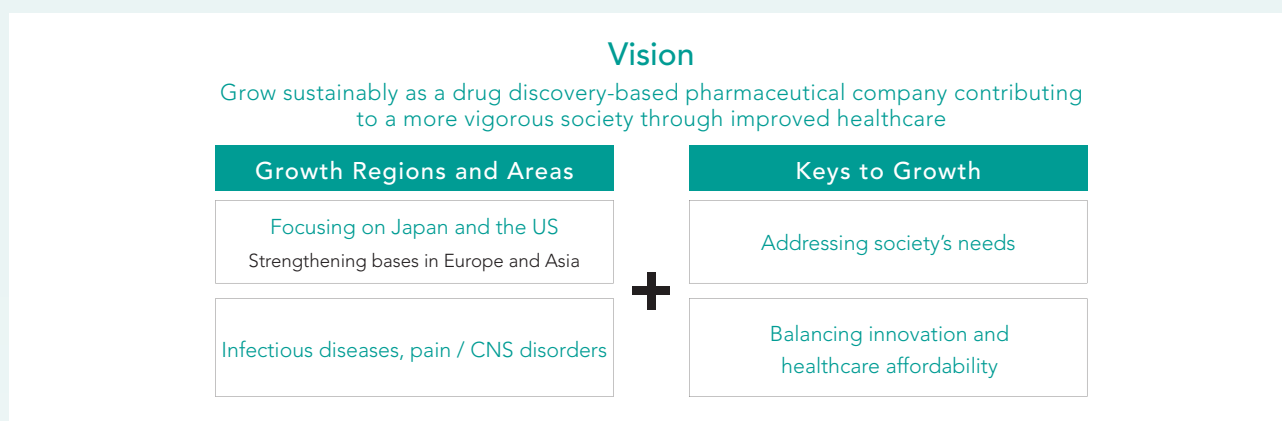 Vision
Grow sustainably as a drug discovery-based pharmaceutical company contributing
to a more vigorous society through improved healthcare
Growth Regions and Areas
Focusing on Japan and the US
Strengthening bases in Europe and Asia
Infectious diseases, pain / CNS disorders
+
Keys to Growth
Addressing society’s needs
Balancing innovation and
healthcare affordability